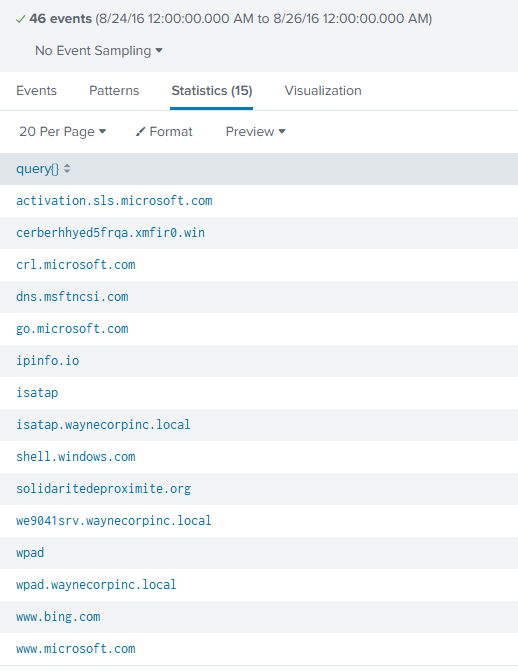 ✓ 46 events (8/24/16 12:00:00.000 AM to 8/26/16 12:00:00.000 AM)
No Event Sampling
Events Patterns Statistics (15) Visualization
20 Per Page Format Preview
query{}
activation.sls.microsoft.com
cerberhhyed5frqa.xmfir0.win
crl.microsoft.com
dns.msftncsi.com
go.microsoft.com
ipinfo.io
isatap
isatap.waynecorpinc.local
shell.windows.com
solidaritedeproximite.org
we9041srv.waynecorpinc.local
wpad
wpad.waynecorpinc.local
www.bing.com
www.microsoft.com